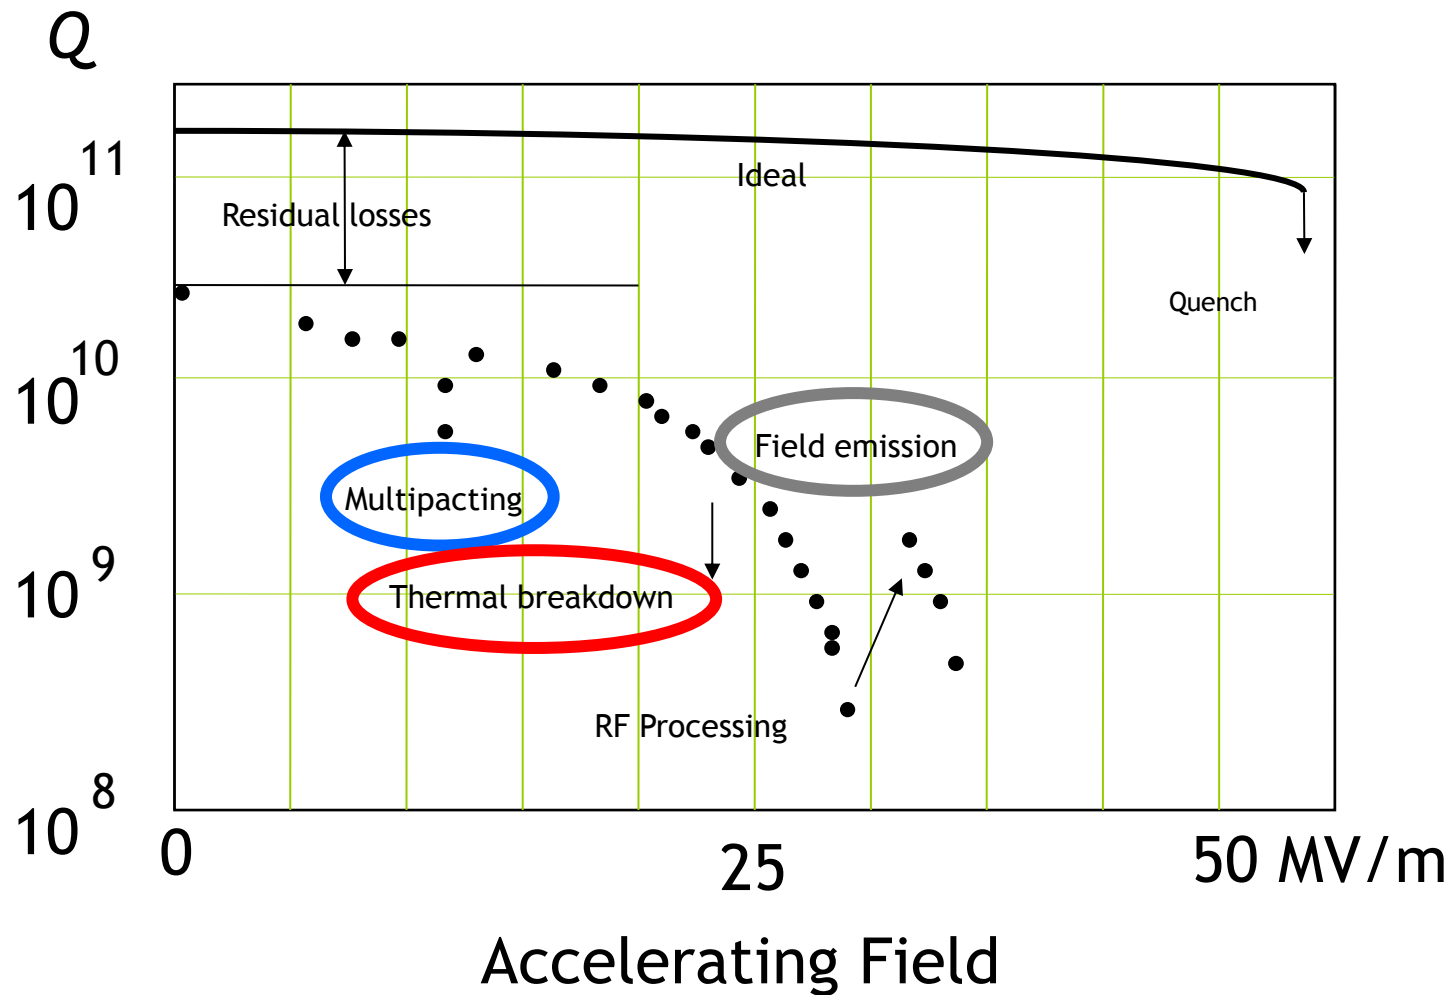 Q
10^11
Ideal
Residual losses
Quench
10^10
Field emission
Multipacting
10^9
Thermal breakdown
RF Processing
10^8
0
25
50 MV/m
Accelerating Field